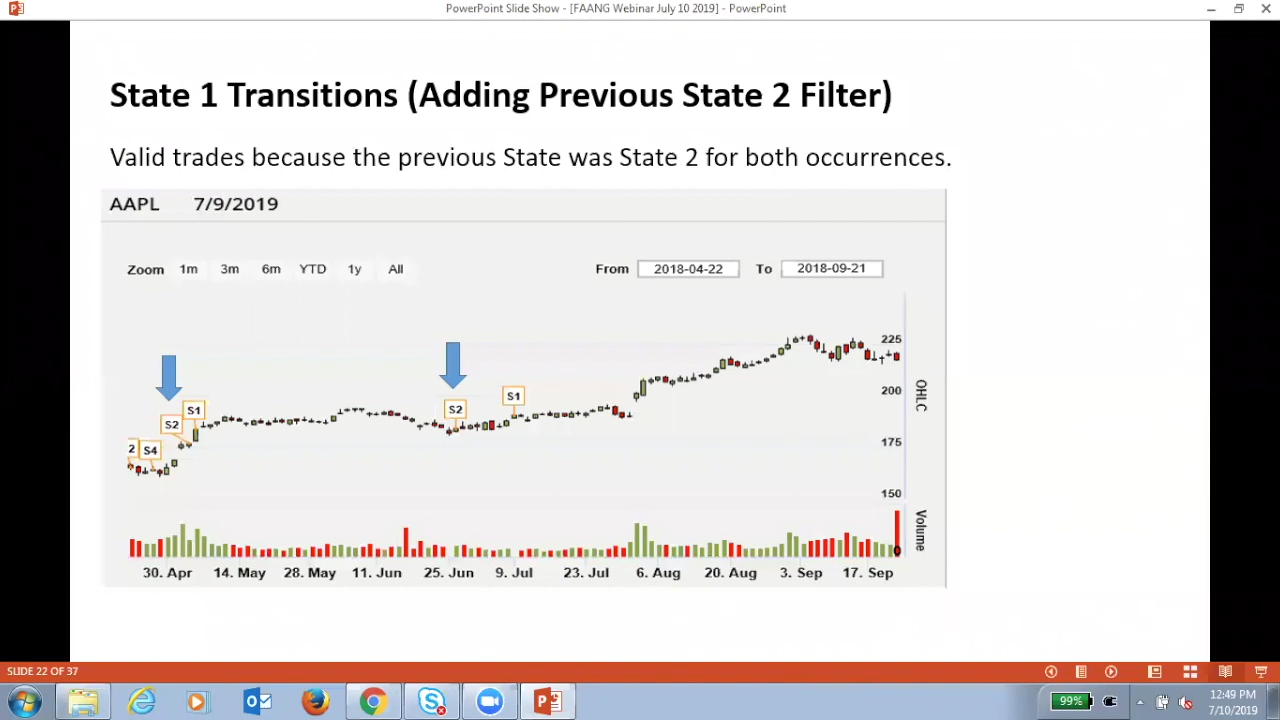 PowerPoint Slide Show - [FAANG Webinar July 10 2019] - PowerPoint
State 1 Transitions (Adding Previous State 2 Filter)
Valid trades because the previous State was State 2 for both occurrences.
AAPL 7/9/2019
Zoom 1m 3m 6m YTD 1y All From 2018-04-22 To 2018-09-21
225
200
175
150
OHLC
S2
S1
S2
S1
2
S4
Volume
0
30. Apr 14. May 28. May 11. Jun 25. Jun 9. Jul 23. Jul 6. Aug 20. Aug 3. Sep 17. Sep
SLIDE 22 OF 37
99%
12:49 PM
7/10/2019